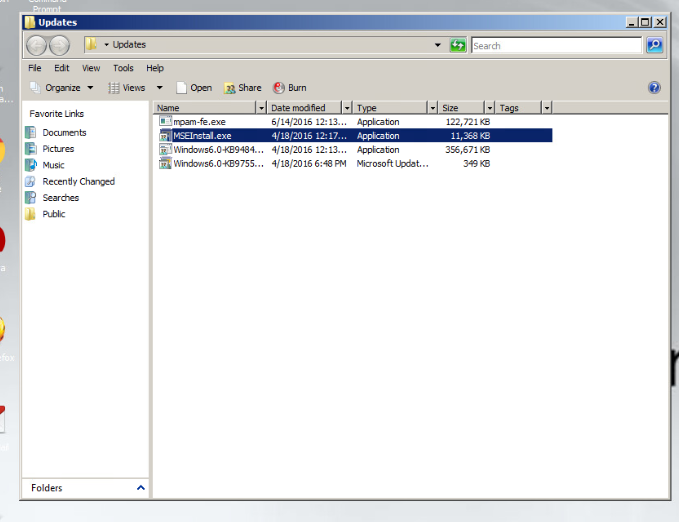 Command
Prompt
Updates
Updates
Search
File Edit View Tools Help
Organize Views Open Share Burn
Favorite Links
Documents
Pictures
Music
Recently Changed
Searches
Public
Folders
Name Date modified Type Size Tags
mpam-fe.exe 6/14/2016 12:13... Application 122,721 KB
MSEInstall.exe 4/18/2016 12:17... Application 11,368 KB
Windows6.0-KB9484... 4/18/2016 12:13... Application 356,671 KB
Windows6.0-KB9755... 4/18/2016 6:48 PM Microsoft Updat... 349 KB